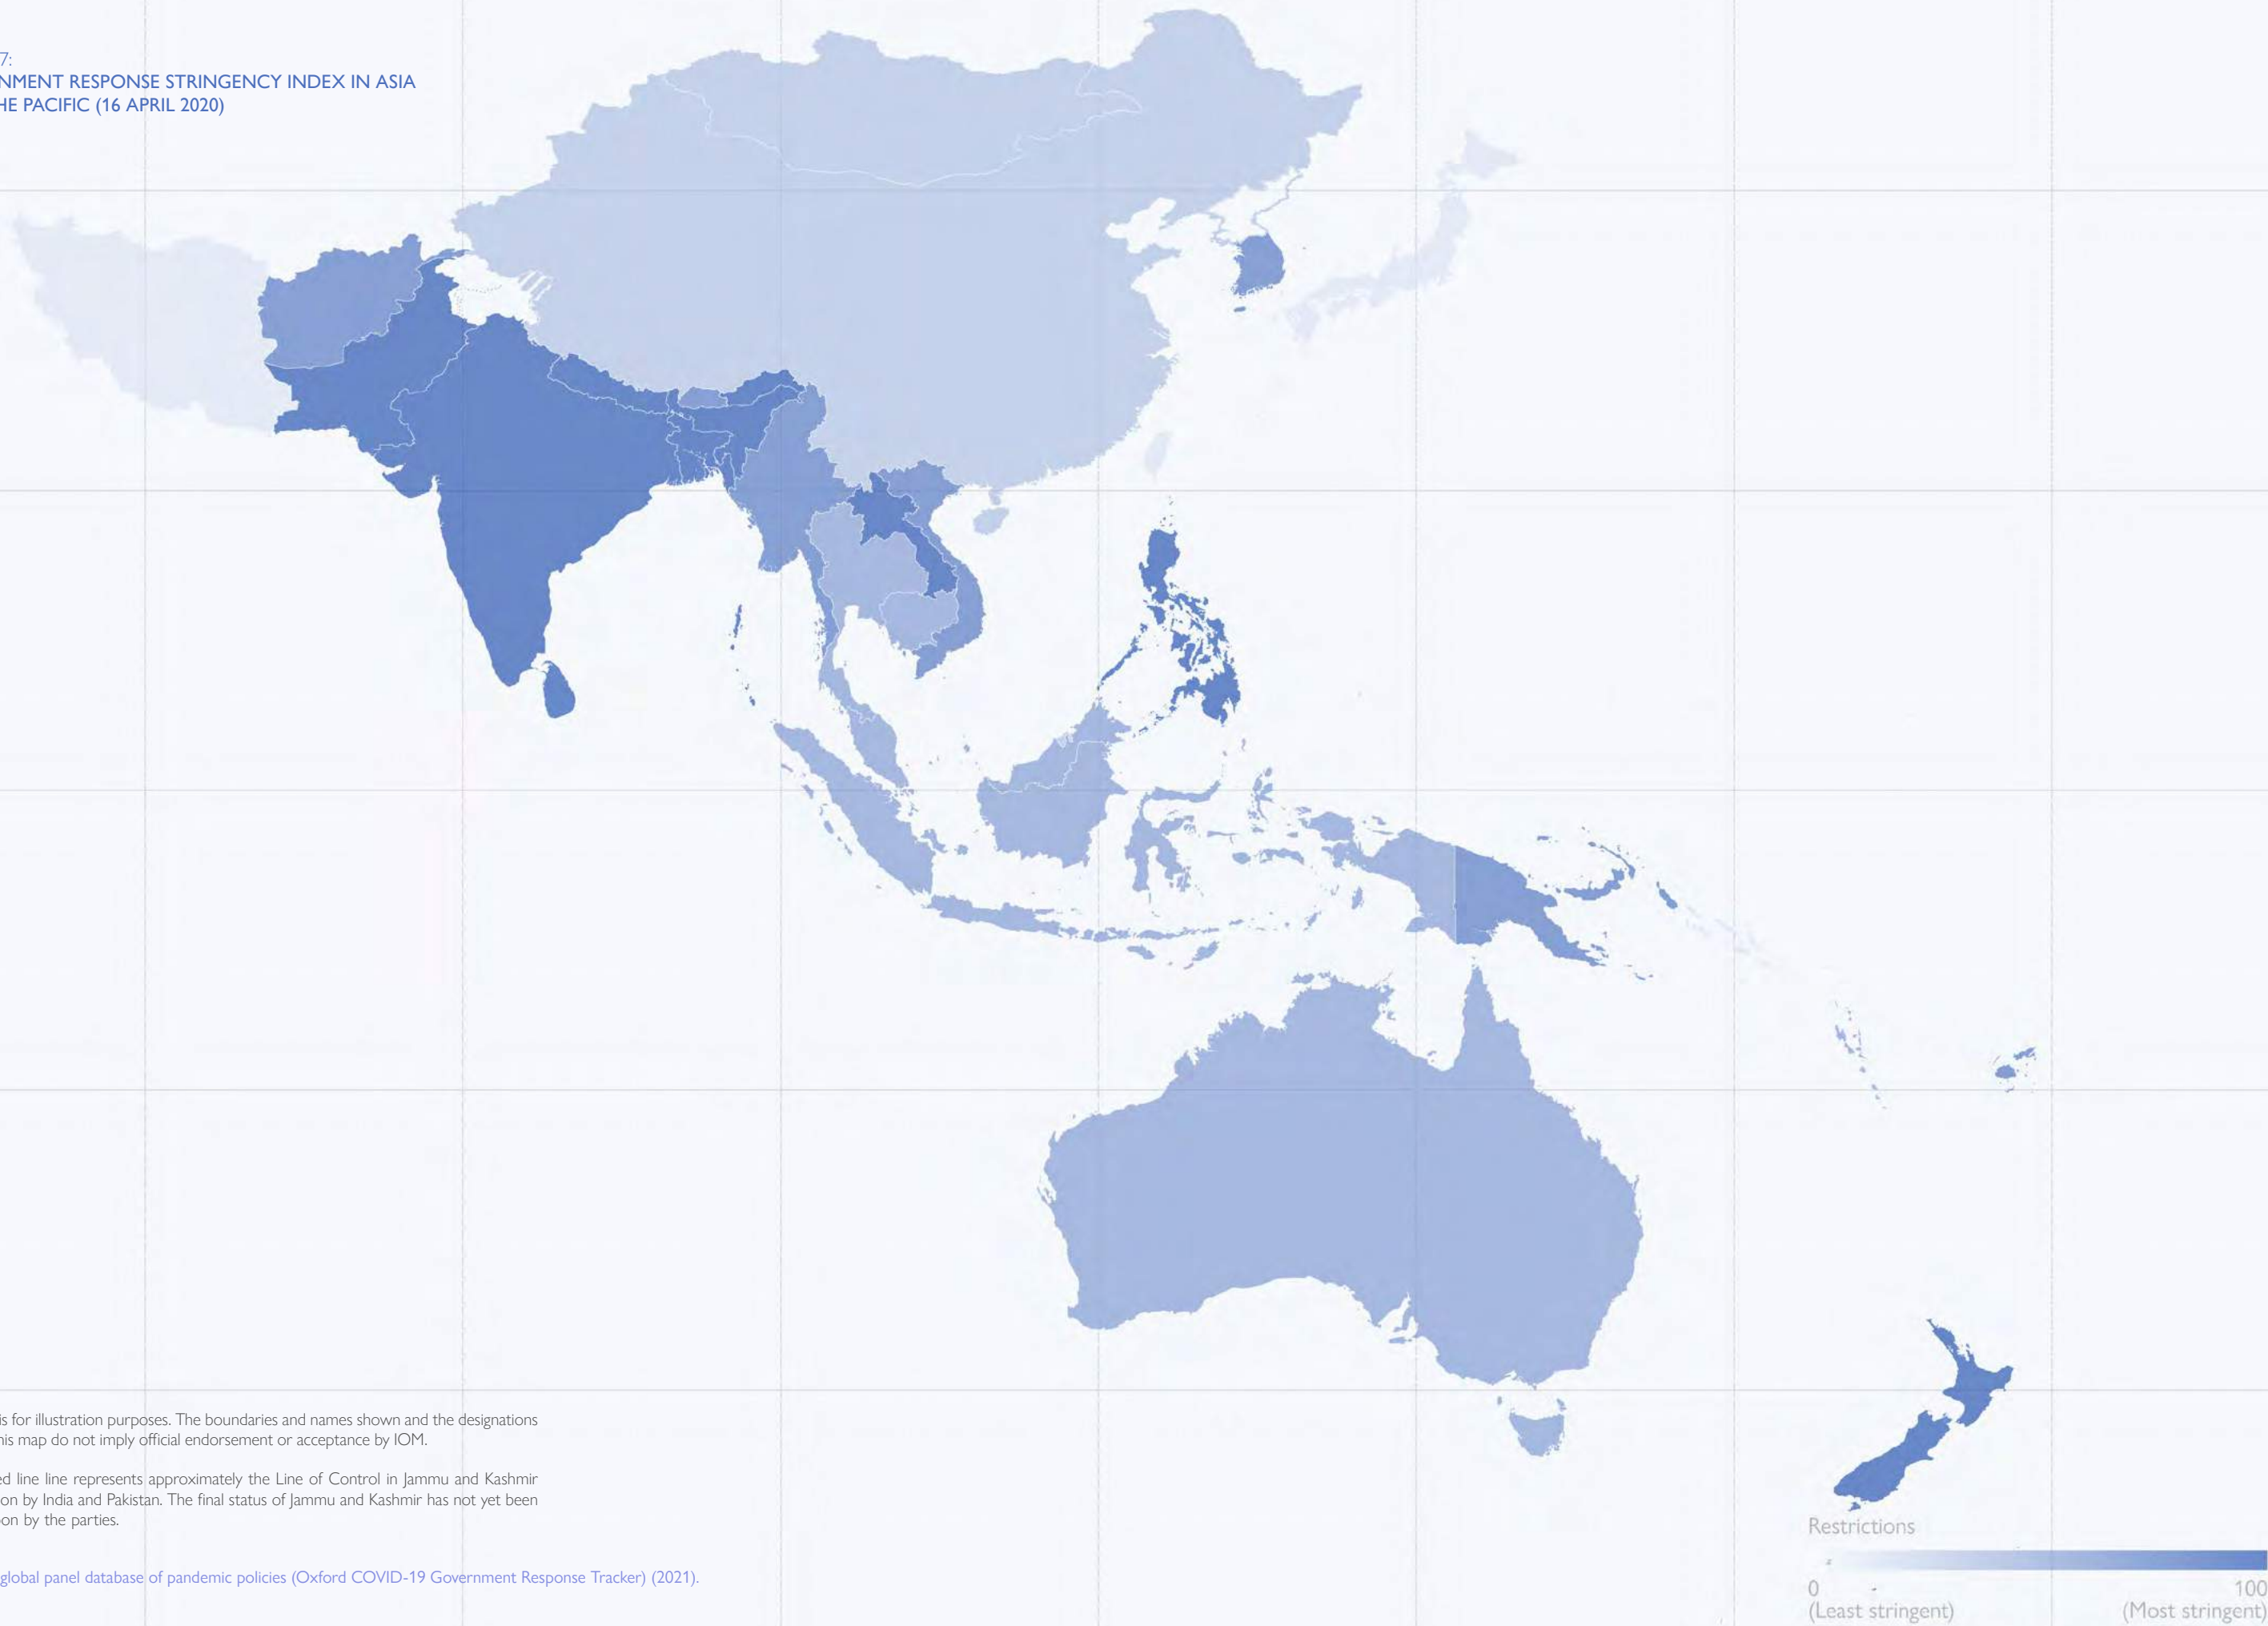 7:
NMENT RESPONSE STRINGENCY INDEX IN ASIA
HE PACIFIC (16 APRIL 2020)
is for illustration purposes. The boundaries and names shown and the designations
his map do not imply official endorsement or acceptance by IOM.
ed line line represents approximately the Line of Control in Jammu and Kashmir
on by India and Pakistan. The final status of Jammu and Kashmir has not yet been
on by the parties.
global panel database of pandemic policies (Oxford COVID-19 Government Response Tracker) (2021).
Restrictions
0 100
(Least stringent) (Most stringent)